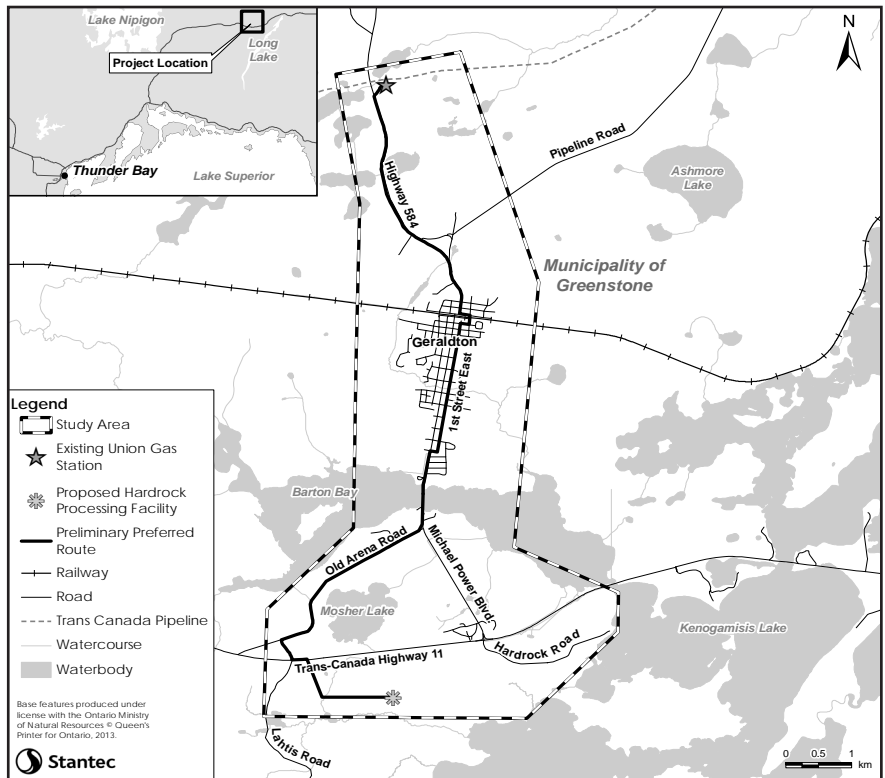 Lake Nipigon
Long
Lake
Project Location
Thunder Bay
Lake Superior
N
Pipeline Road
Ashmore
Lake
Highway 584
Municipality of
Greenstone
Geraldton
1st Street East
Barton Bay
Old Arena Road
Michael Power Blvd.
Mosher Lake
Kenogamisis Lake
Hardrock Road
Trans-Canada Highway 11
Lahtis Road
Legend
Study Area
Existing Union Gas
Station
Proposed Hardrock
Processing Facility
Preliminary Preferred
Route
Railway
Road
Trans Canada Pipeline
Watercourse
Waterbody
Base features produced under
license with the Ontario Ministry
of Natural Resources © Queen's
Printer for Ontario, 2013.
Stantec
0 0.5 1
km